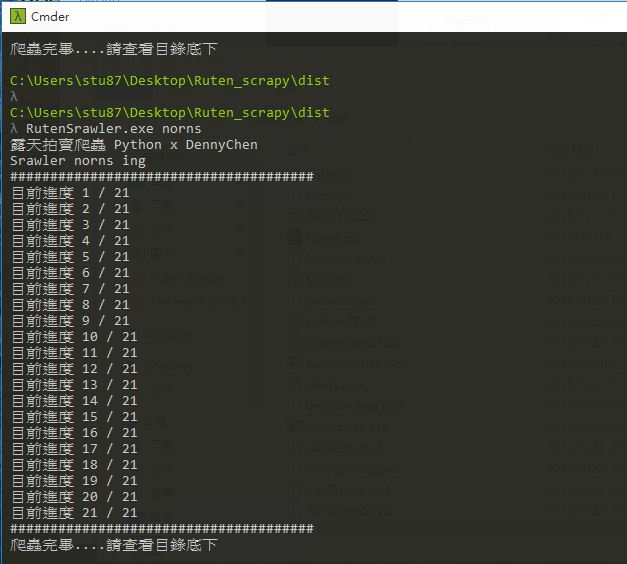 Cmder
爬蟲完畢....請查看目錄底下
C:\Users\stu87\Desktop\Ruten_scrapy\dist
λ
C:\Users\stu87\Desktop\Ruten_scrapy\dist
λ RutenSrawler.exe norns
露天拍賣爬蟲 Python x DennyChen
Srawler norns ing
######################################
目前進度 1 / 21
目前進度 2 / 21
目前進度 3 / 21
目前進度 4 / 21
目前進度 5 / 21
目前進度 6 / 21
目前進度 7 / 21
目前進度 8 / 21
目前進度 9 / 21
目前進度 10 / 21
目前進度 11 / 21
目前進度 12 / 21
目前進度 13 / 21
目前進度 14 / 21
目前進度 15 / 21
目前進度 16 / 21
目前進度 17 / 21
目前進度 18 / 21
目前進度 19 / 21
目前進度 20 / 21
目前進度 21 / 21
######################################
爬蟲完畢....請查看目錄底下